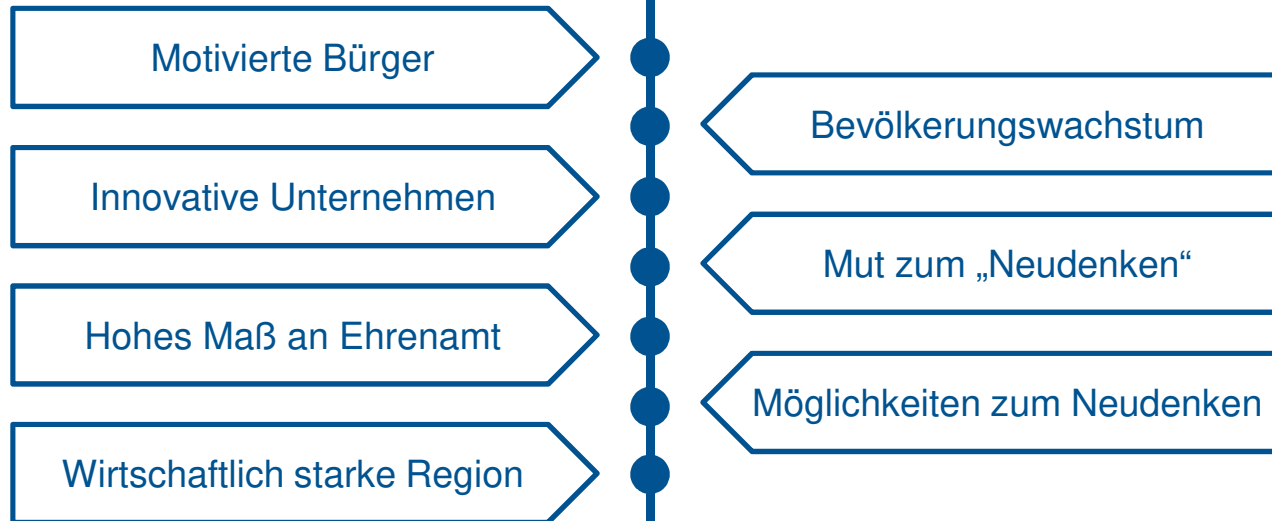 Motivierte Bürger
Bevölkerungswachstum
Innovative Unternehmen
Mut zum „Neudenken“
Hohes Maß an Ehrenamt
Möglichkeiten zum Neudenken
Wirtschaftlich starke Region